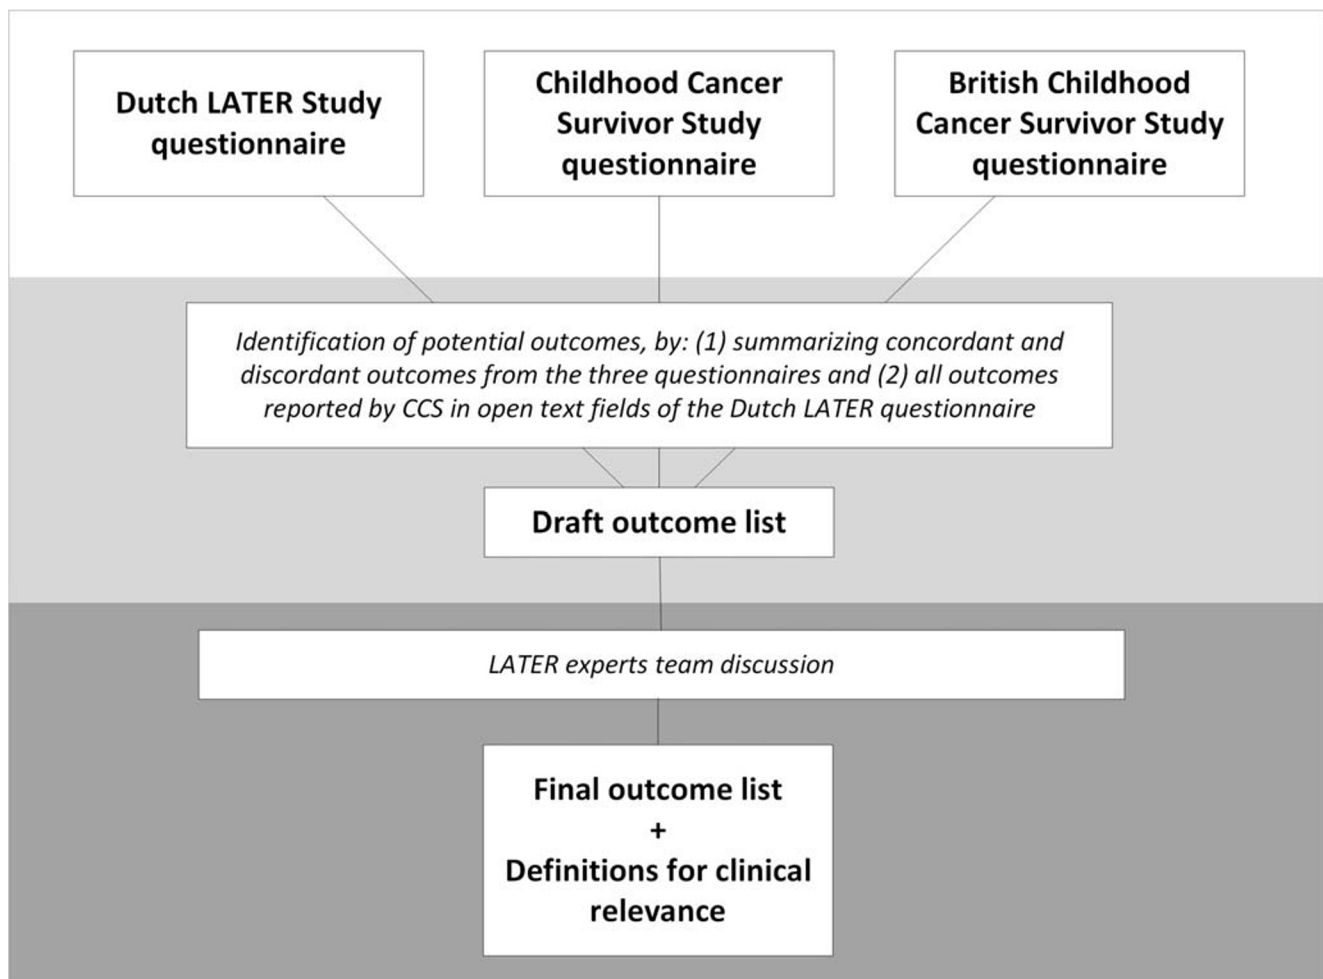 Dutch LATER Study
questionnaire
Childhood Cancer
Survivor Study
questionnaire
British Childhood
Cancer Survivor Study
questionnaire
Identification of potential outcomes, by: (1) summarizing concordant and
discordant outcomes from the three questionnaires and (2) all outcomes
reported by CCS in open text fields of the Dutch LATER questionnaire
Draft outcome list
LATER experts team discussion
Final outcome list
+
Definitions for clinical
relevance